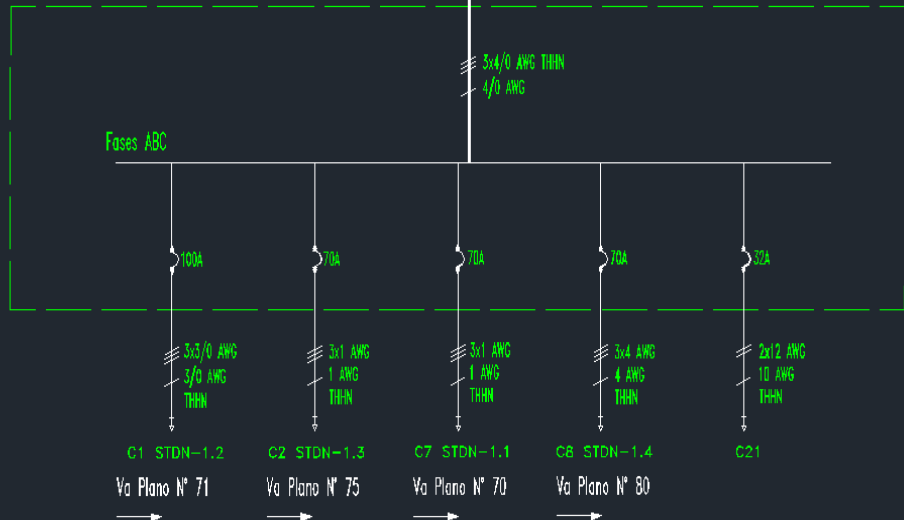 3x4/0 AWG THHN
4/0 AWG
Fases ABC
100A
70A
70A
70A
32A
3x3/0 AWG
3/0 AWG
THHN
3x1 AWG
1 AWG
THHN
3x1 AWG
1 AWG
THHN
3x4 AWG
4 AWG
THHN
2x12 AWG
10 AWG
THHN
C1 STDN-1.2
C2 STDN-1.3
C7 STDN-1.1
C8 STDN-1.4
C21
Va Plano N° 71
Va Plano N° 75
Va Plano N° 70
Va Plano N° 80